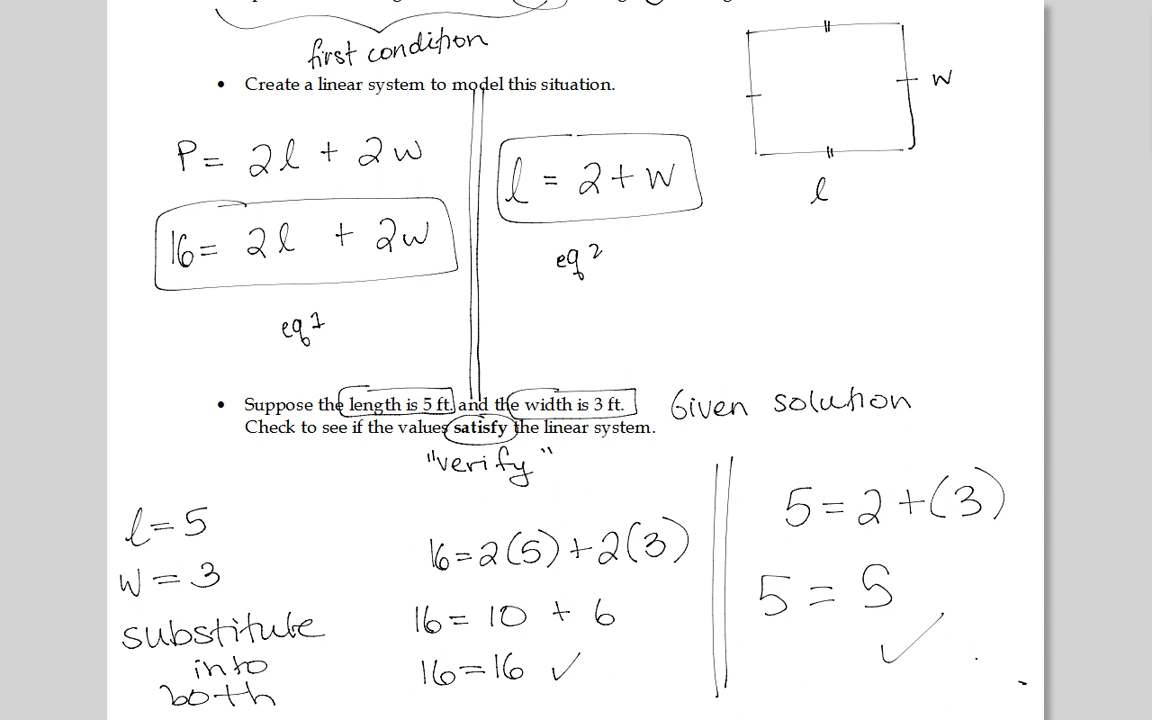 first condition
• Create a linear system to model this situation.
w
P = 2l + 2w
l = 2 + w
l
16 = 2l + 2w
eq 2
eq 1
• Suppose the length is 5 ft. and the width is 3 ft.
Given solution
Check to see if the values satisfy the linear system.
"verify"
l = 5
w = 3
substitute
into
both
16 = 2(5) + 2(3)
16 = 10 + 6
16 = 16 ✓
5 = 2 + (3)
5 = 5
✓